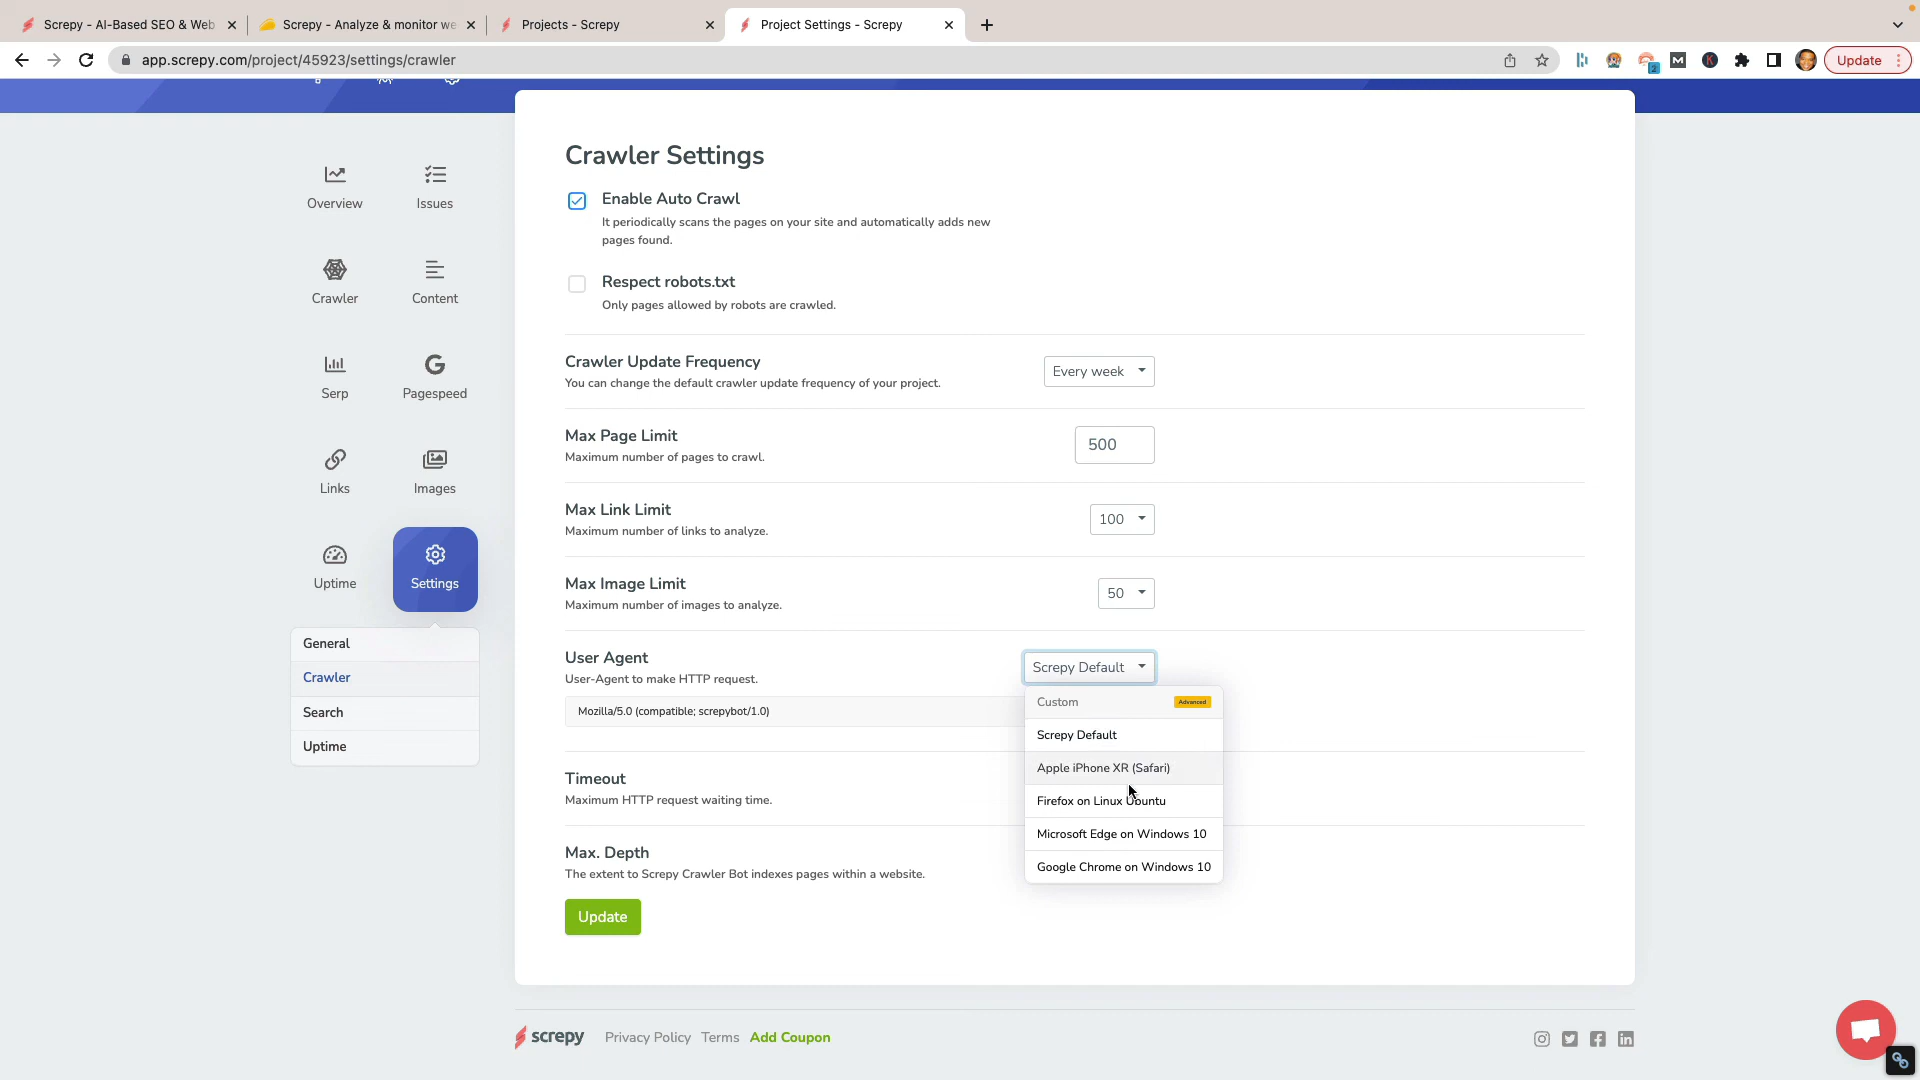 Screpy - AI-Based SEO & Web
Screpy - Analyze & monitor we
Projects - Screpy
Project Settings - Screpy
app.screpy.com/project/45923/settings/crawler
2
M
K
Update
Overview
Issues
Crawler
Content
Serp
Pagespeed
Links
Images
Uptime
Settings
General
Crawler
Search
Uptime
Crawler Settings
Enable Auto Crawl
It periodically scans the pages on your site and automatically adds new
pages found.
Respect robots.txt
Only pages allowed by robots are crawled.
Crawler Update Frequency
You can change the default crawler update frequency of your project.
Every week
Max Page Limit
Maximum number of pages to crawl.
500
Max Link Limit
Maximum number of links to analyze.
100
Max Image Limit
Maximum number of images to analyze.
50
User Agent
User-Agent to make HTTP request.
Screpy Default
Mozilla/5.0 (compatible; screpybot/1.0)
Custom
Advanced
Screpy Default
Apple iPhone XR (Safari)
Firefox on Linux Ubuntu
Microsoft Edge on Windows 10
Google Chrome on Windows 10
Timeout
Maximum HTTP request waiting time.
Max. Depth
The extent to Screpy Crawler Bot indexes pages within a website.
Update
screpy
Privacy Policy
Terms
Add Coupon